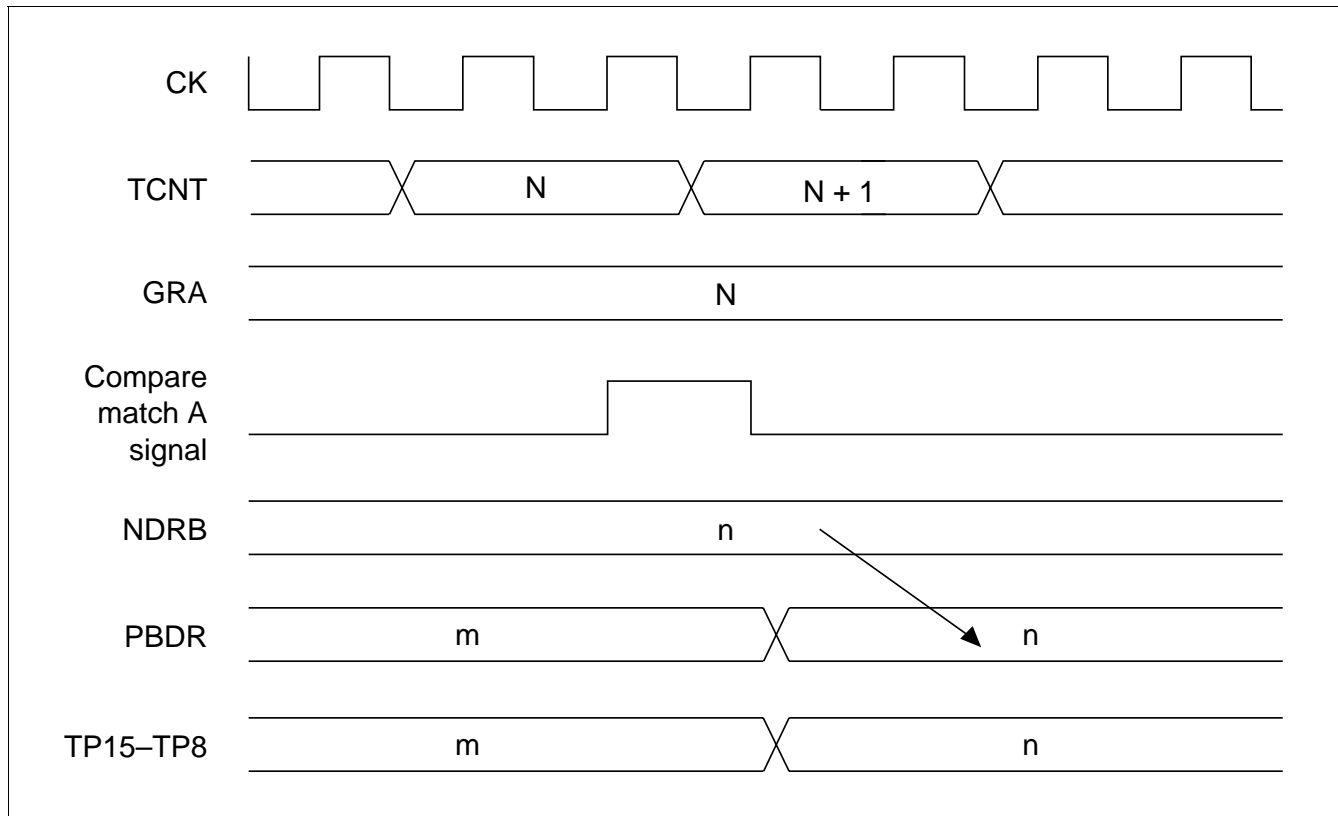 CK
TCNT
N
N + 1
GRA
N
Compare
match A
signal
NDRB
n
PBDR
m
n
TP15–TP8
m
n